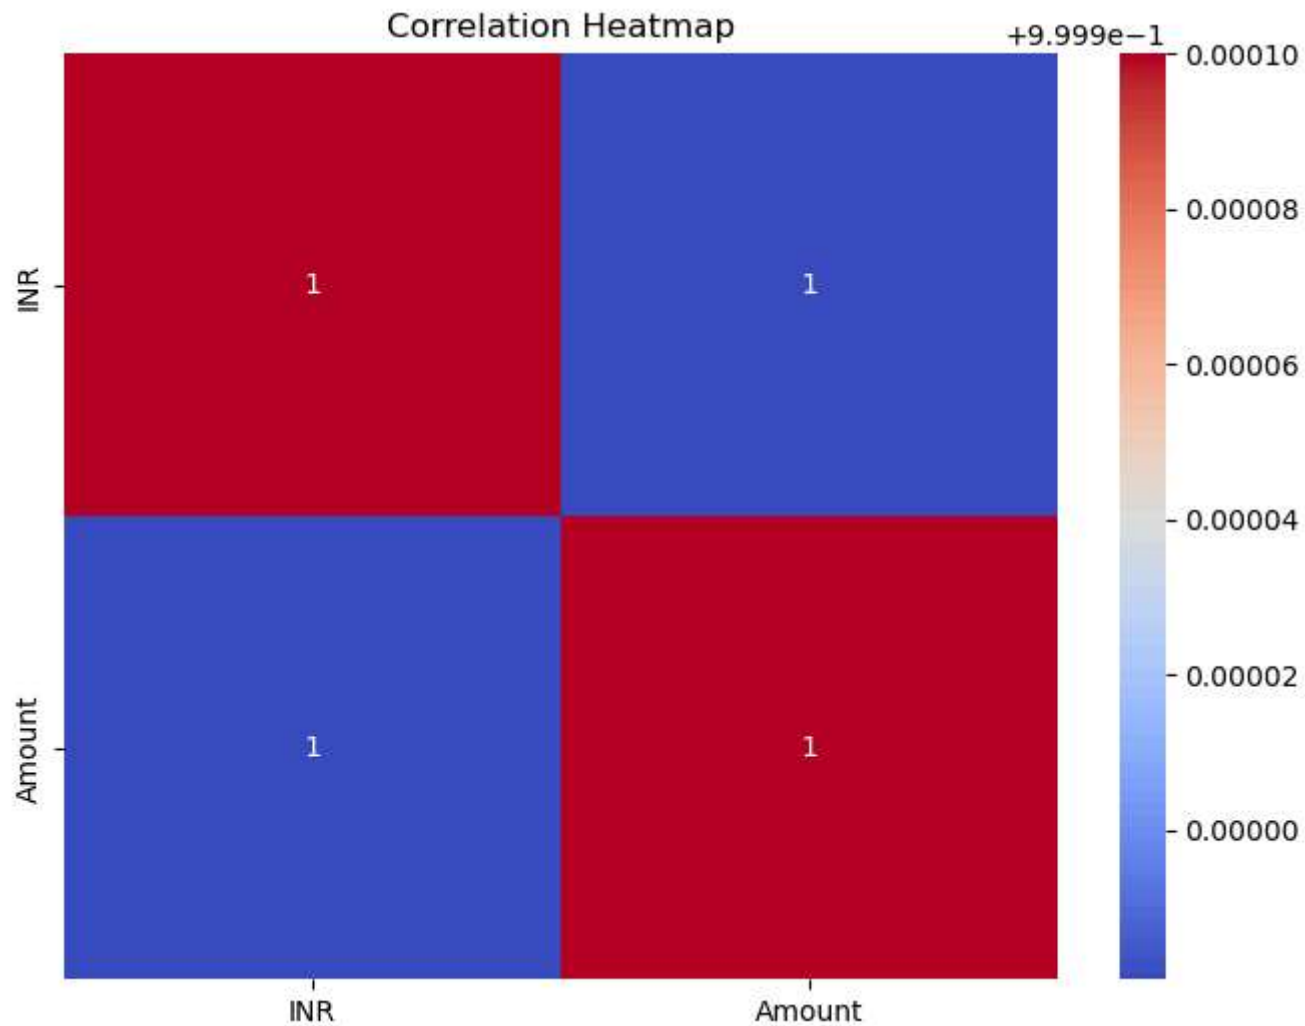 Correlation Heatmap
+9.999e−1
0.00010
0.00008
INR
1
1
0.00006
0.00004
0.00002
Amount
1
1
0.00000
INR
Amount